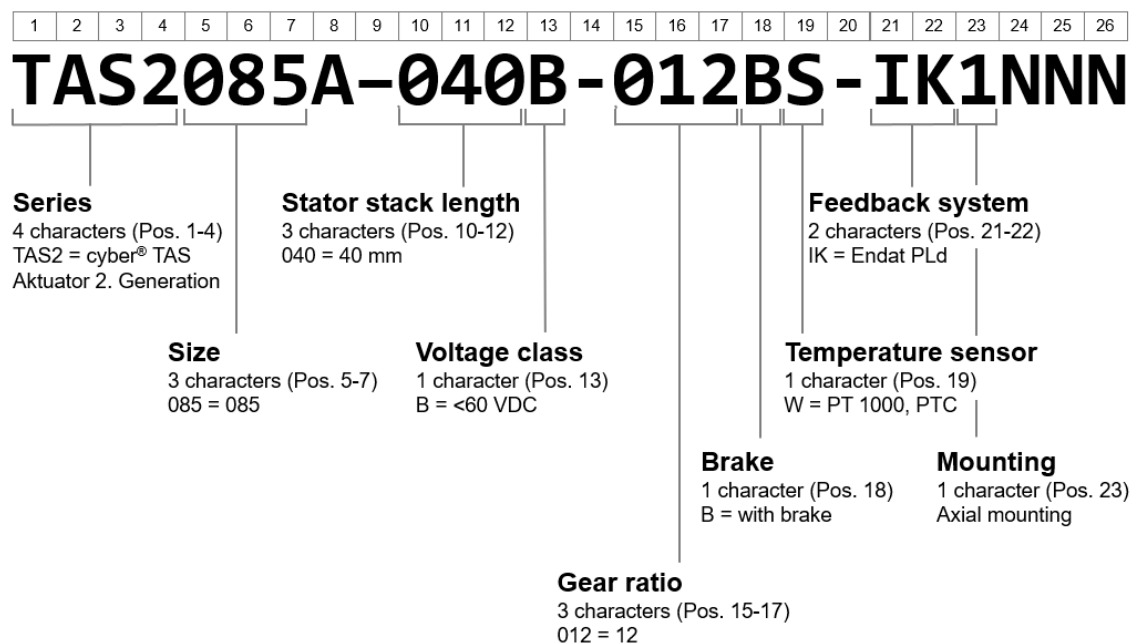 1 2 3 4 5 6 7 8 9 10 11 12 13 14 15 16 17 18 19 20 21 22 23 24 25 26
TAS2085A-040B-012BS-IK1NNN
Series
4 characters (Pos. 1-4)
TAS2 = cyber® TAS
Aktuator 2. Generation
Stator stack length
3 characters (Pos. 10-12)
040 = 40 mm
Feedback system
2 characters (Pos. 21-22)
IK = Endat PLd
Size
3 characters (Pos. 5-7)
085 = 085
Voltage class
1 character (Pos. 13)
B = <60 VDC
Temperature sensor
1 character (Pos. 19)
W = PT 1000, PTC
Brake
1 character (Pos. 18)
B = with brake
Mounting
1 character (Pos. 23)
Axial mounting
Gear ratio
3 characters (Pos. 15-17)
012 = 12